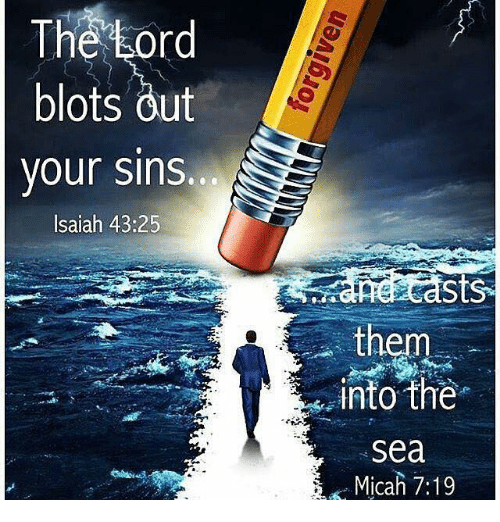 The Lord
blots out
your sins...
Isaiah 43:25
forgiven
...and casts
them
into the
sea
Micah 7:19